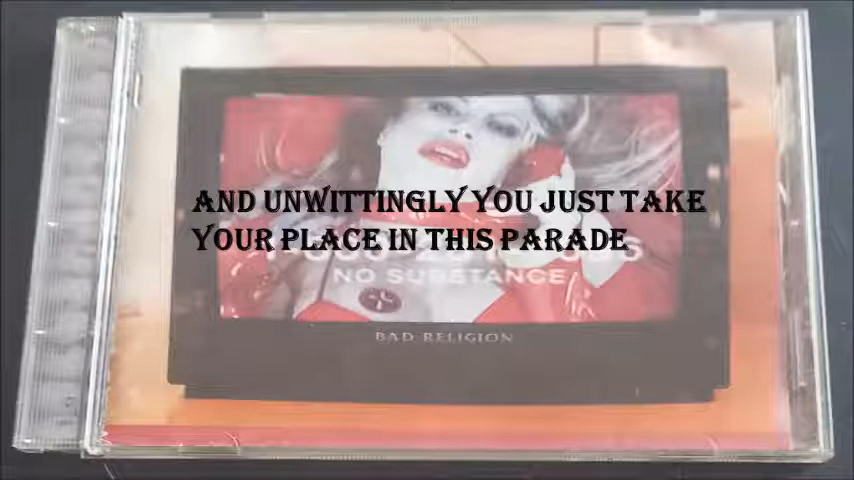 AND UNWITTINGLY YOU JUST TAKE
YOUR PLACE IN THIS PARADE
NO SUBSTANCE
BAD RELIGION